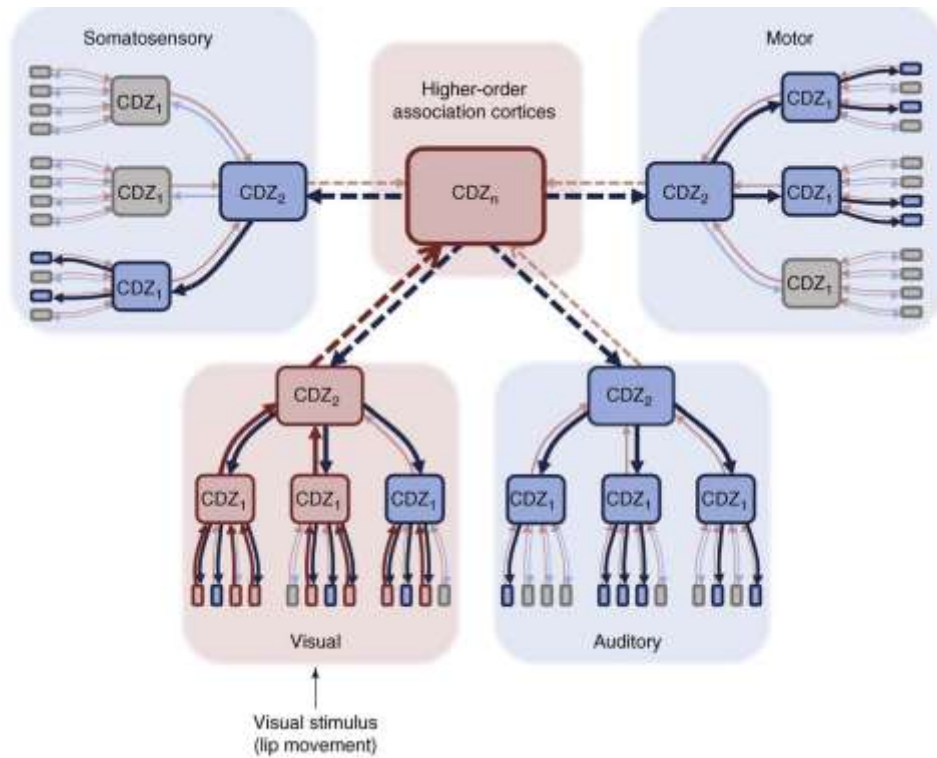 Somatosensory
Motor
Higher-order
association cortices
CDZ₁
CDZ₁
CDZ₁
CDZ₂
CDZₙ
CDZ₂
CDZ₁
CDZ₁
CDZ₁
CDZ₂
CDZ₂
CDZ₁
CDZ₁
CDZ₁
CDZ₁
CDZ₁
CDZ₁
Visual
Auditory
Visual stimulus
(lip movement)